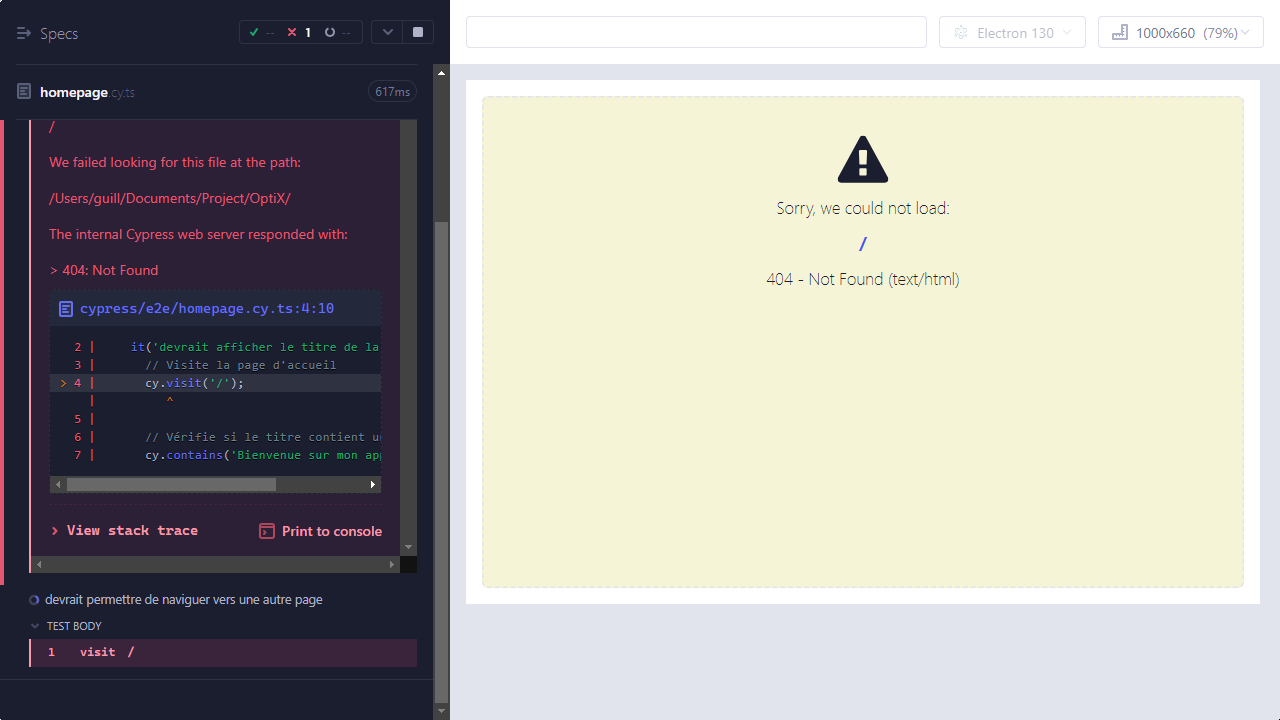 Specs
-- 1 --
Electron 130
1000x660 (79%)
homepage.cy.ts
617ms
/
We failed looking for this file at the path:
/Users/guill/Documents/Project/OptiX/
The internal Cypress web server responded with:
> 404: Not Found
cypress/e2e/homepage.cy.ts:4:10
2 | it('devrait afficher le titre de la
3 | // Visite la page d'accueil
> 4 | cy.visit('/');
| ^
5 |
6 | // Vérifie si le titre contient
7 | cy.contains('Bienvenue sur mon
> View stack trace
Print to console
devrait permettre de naviguer vers une autre page
TEST BODY
1 visit /
Sorry, we could not load:
/
404 - Not Found (text/html)